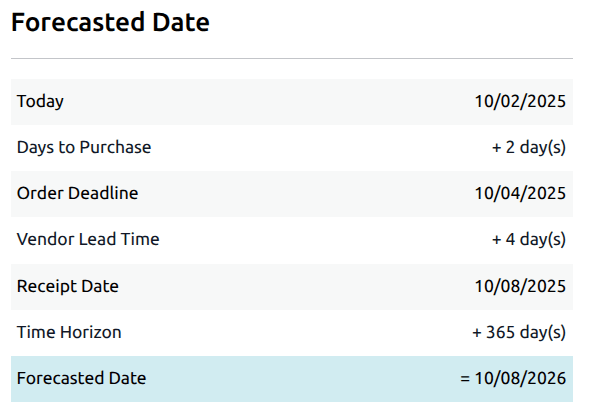 Forecasted Date
Today 10/02/2025
Days to Purchase + 2 day(s)
Order Deadline 10/04/2025
Vendor Lead Time + 4 day(s)
Receipt Date 10/08/2025
Time Horizon + 365 day(s)
Forecasted Date = 10/08/2026